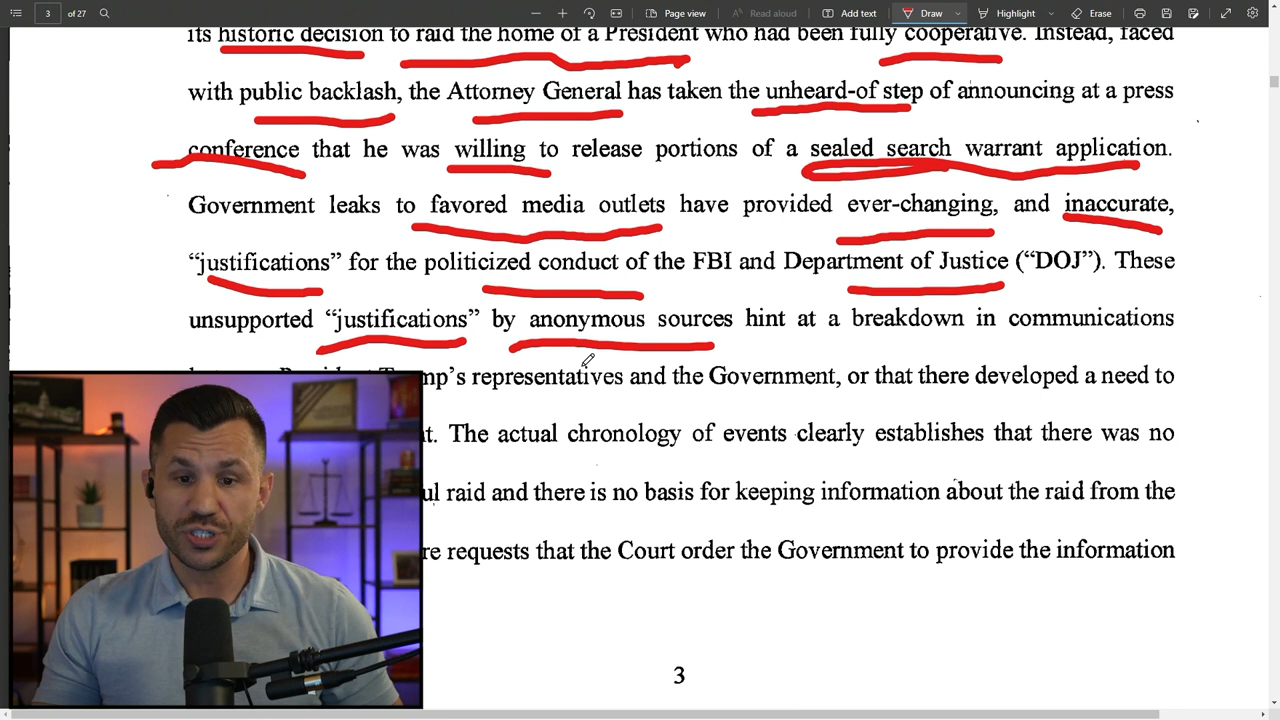 3 of 27 Page view Read aloud Add text Draw Highlight Erase
its historic decision to raid the home of a President who had been fully cooperative. Instead, faced
with public backlash, the Attorney General has taken the unheard-of step of announcing at a press
conference that he was willing to release portions of a sealed search warrant application.
Government leaks to favored media outlets have provided ever-changing, and inaccurate,
“justifications” for the politicized conduct of the FBI and Department of Justice (“DOJ”). These
unsupported “justifications” by anonymous sources hint at a breakdown in communications
representatives and the Government, or that there developed a need to
The actual chronology of events clearly establishes that there was no
raid and there is no basis for keeping information about the raid from the
requests that the Court order the Government to provide the information
3